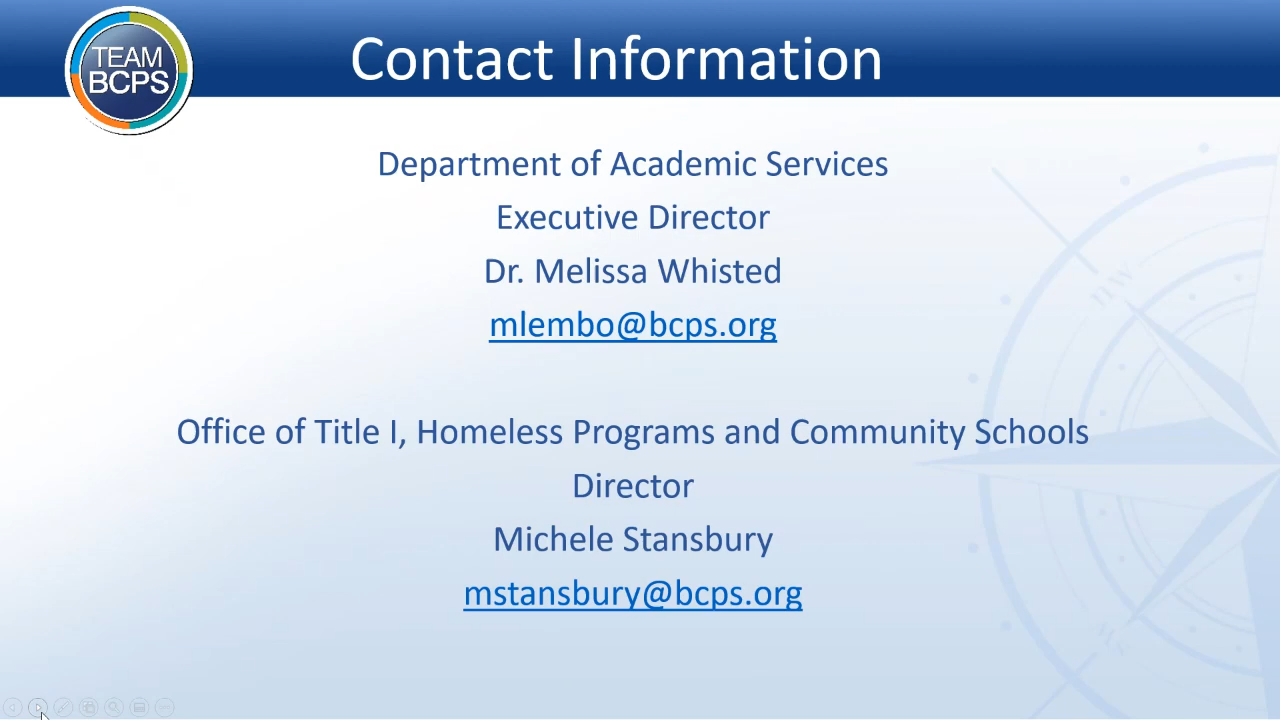 TEAM
BCPS
Contact Information
Department of Academic Services
Executive Director
Dr. Melissa Whisted
mlembo@bcps.org
Office of Title I, Homeless Programs and Community Schools
Director
Michele Stansbury
mstansbury@bcps.org